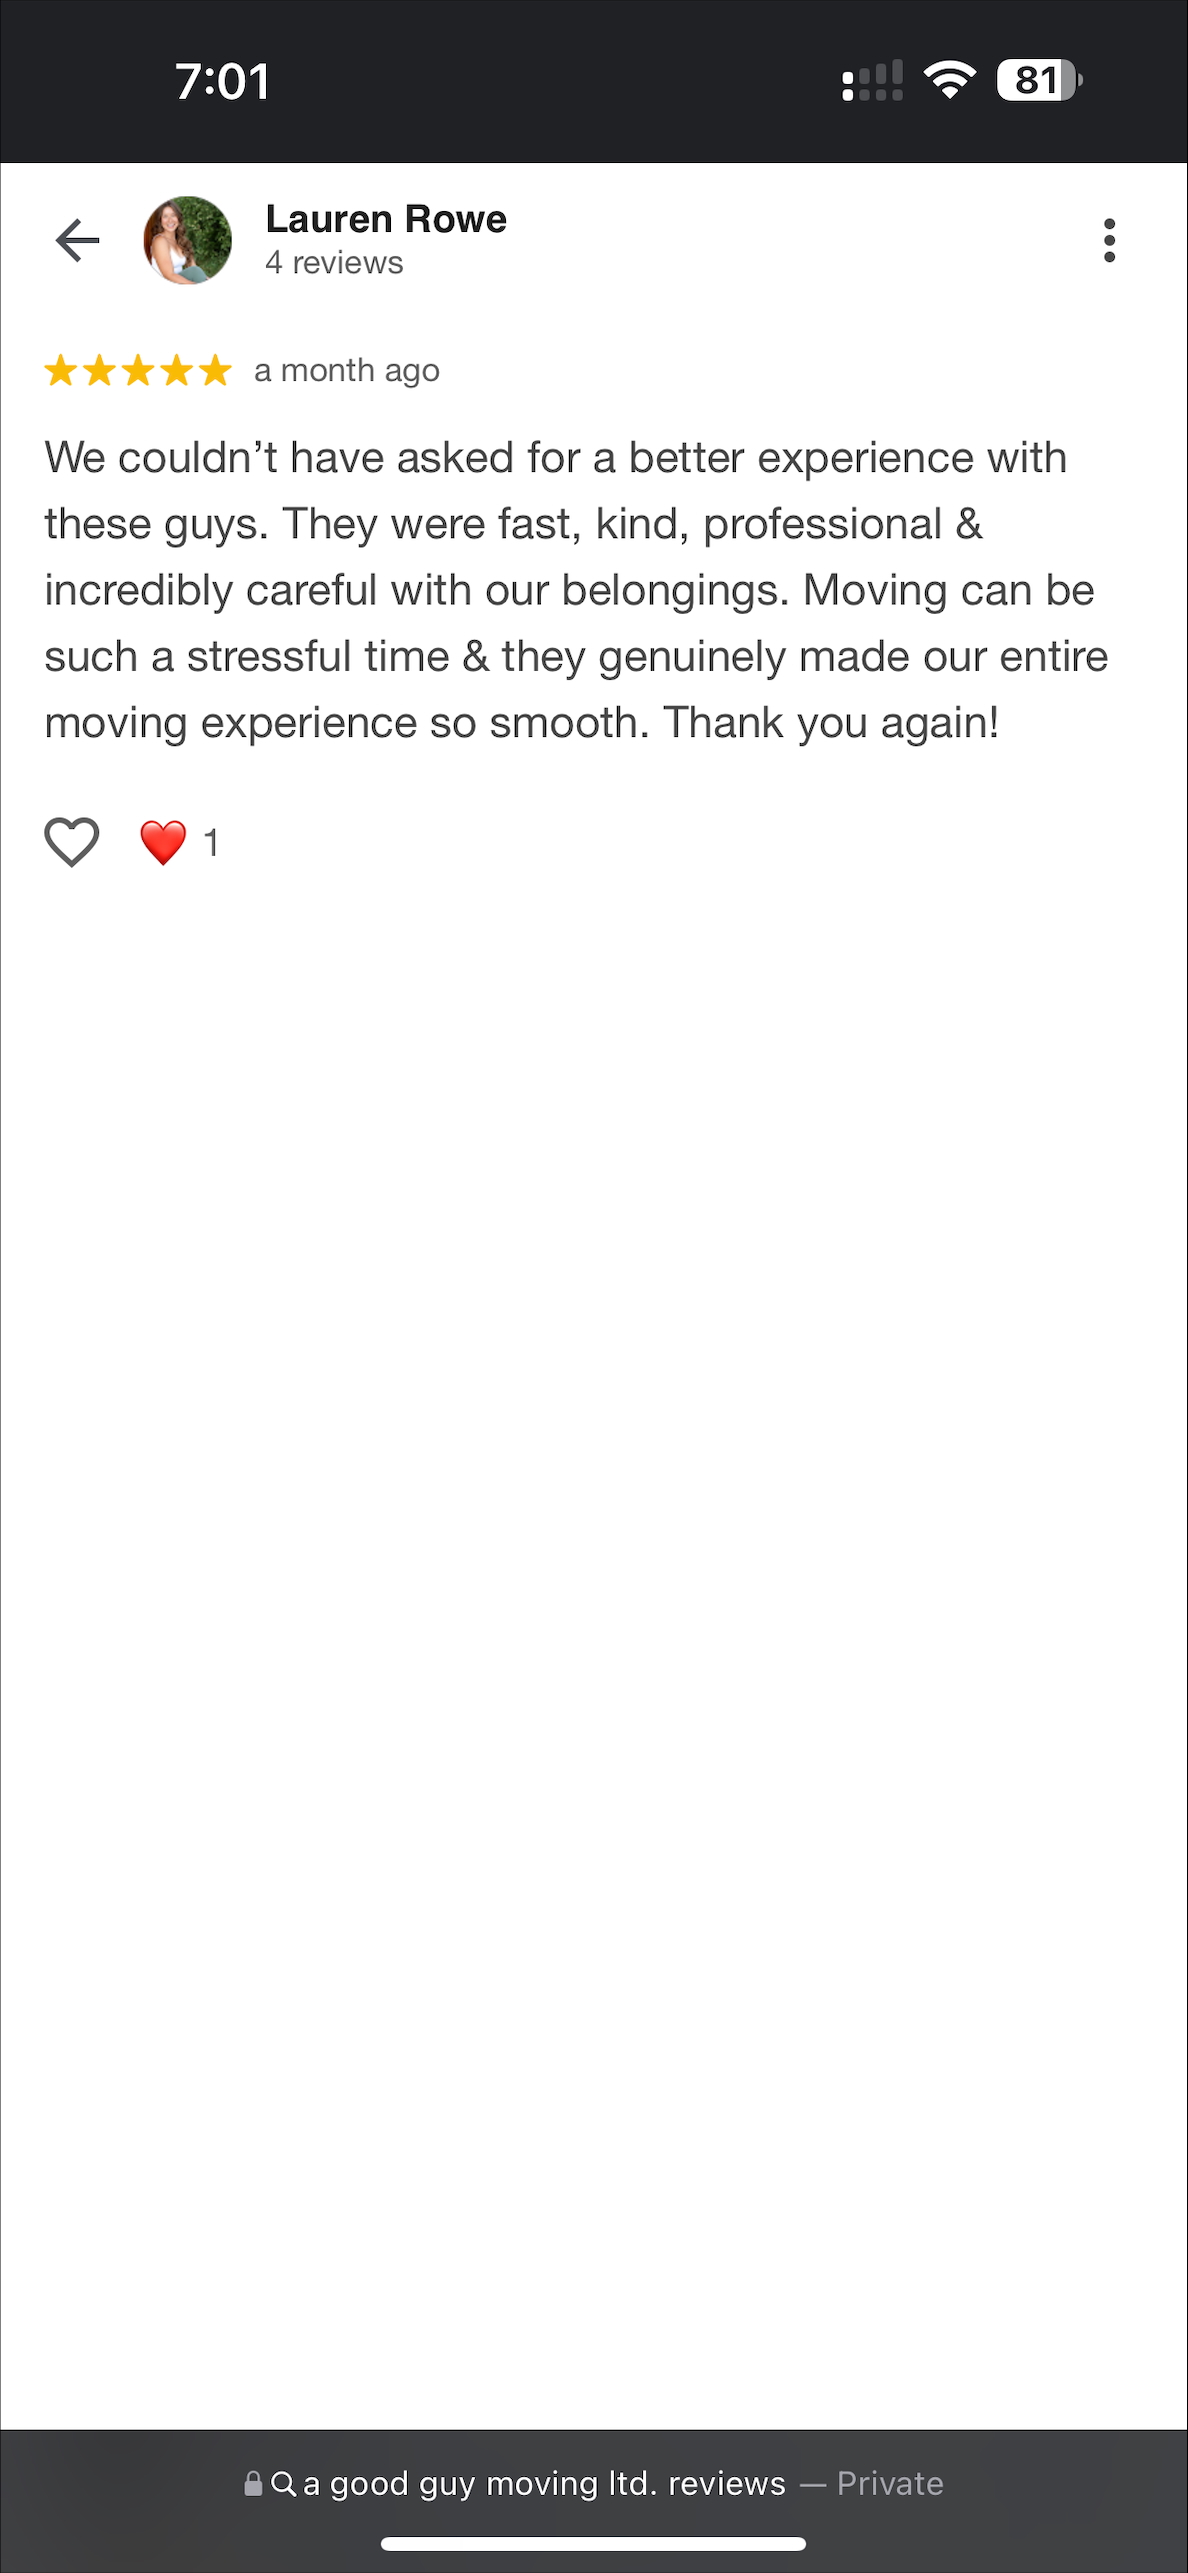 7:01
81
Lauren Rowe
4 reviews
a month ago
We couldn’t have asked for a better experience with
these guys. They were fast, kind, professional &
incredibly careful with our belongings. Moving can be
such a stressful time & they genuinely made our entire
moving experience so smooth. Thank you again!
1
a good guy moving ltd. reviews — Private